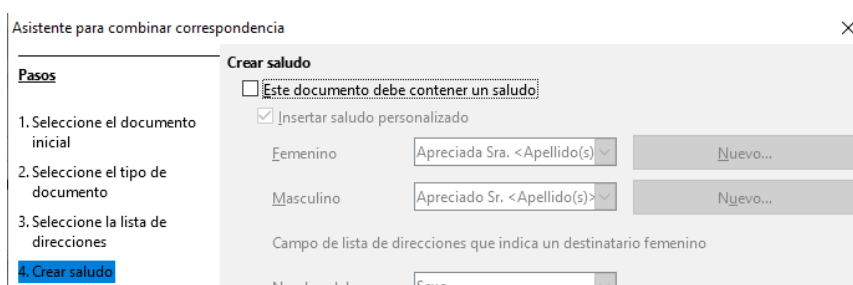 Asistente para combinar correspondencia
Pasos
1. Seleccione el documento
inicial
2. Seleccione el tipo de
documento
3. Seleccione la lista de
direcciones
4. Crear saludo
Crear saludo
Este documento debe contener un saludo
Insertar saludo personalizado
Femenino
Apreciada Sra. <Apellido(s)
Nuevo...
Masculino
Apreciado Sr. <Apellido(s)>
Nuevo...
Campo de lista de direcciones que indica un destinatario femenino